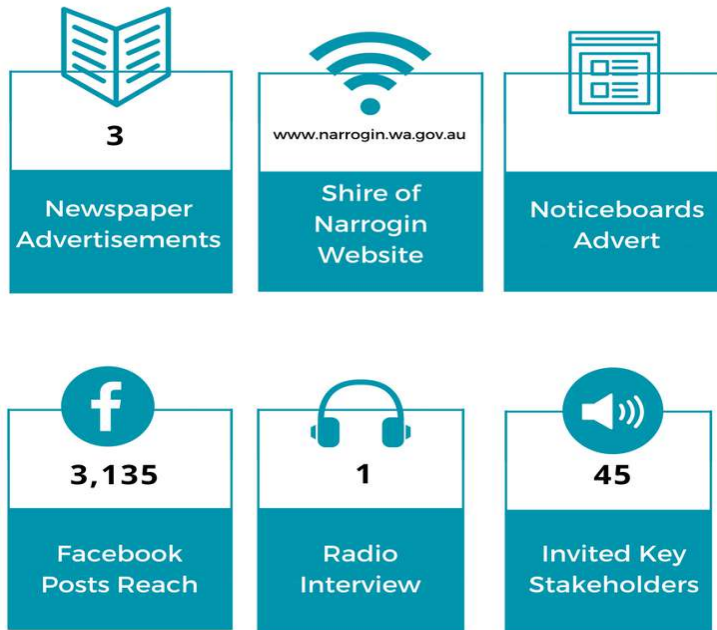 3
Newspaper
Advertisements
www.narrogin.wa.gov.au
Shire of
Narrogin
Website
Noticeboards
Advert
3,135
Facebook
Posts Reach
1
Radio
Interview
45
Invited Key
Stakeholders